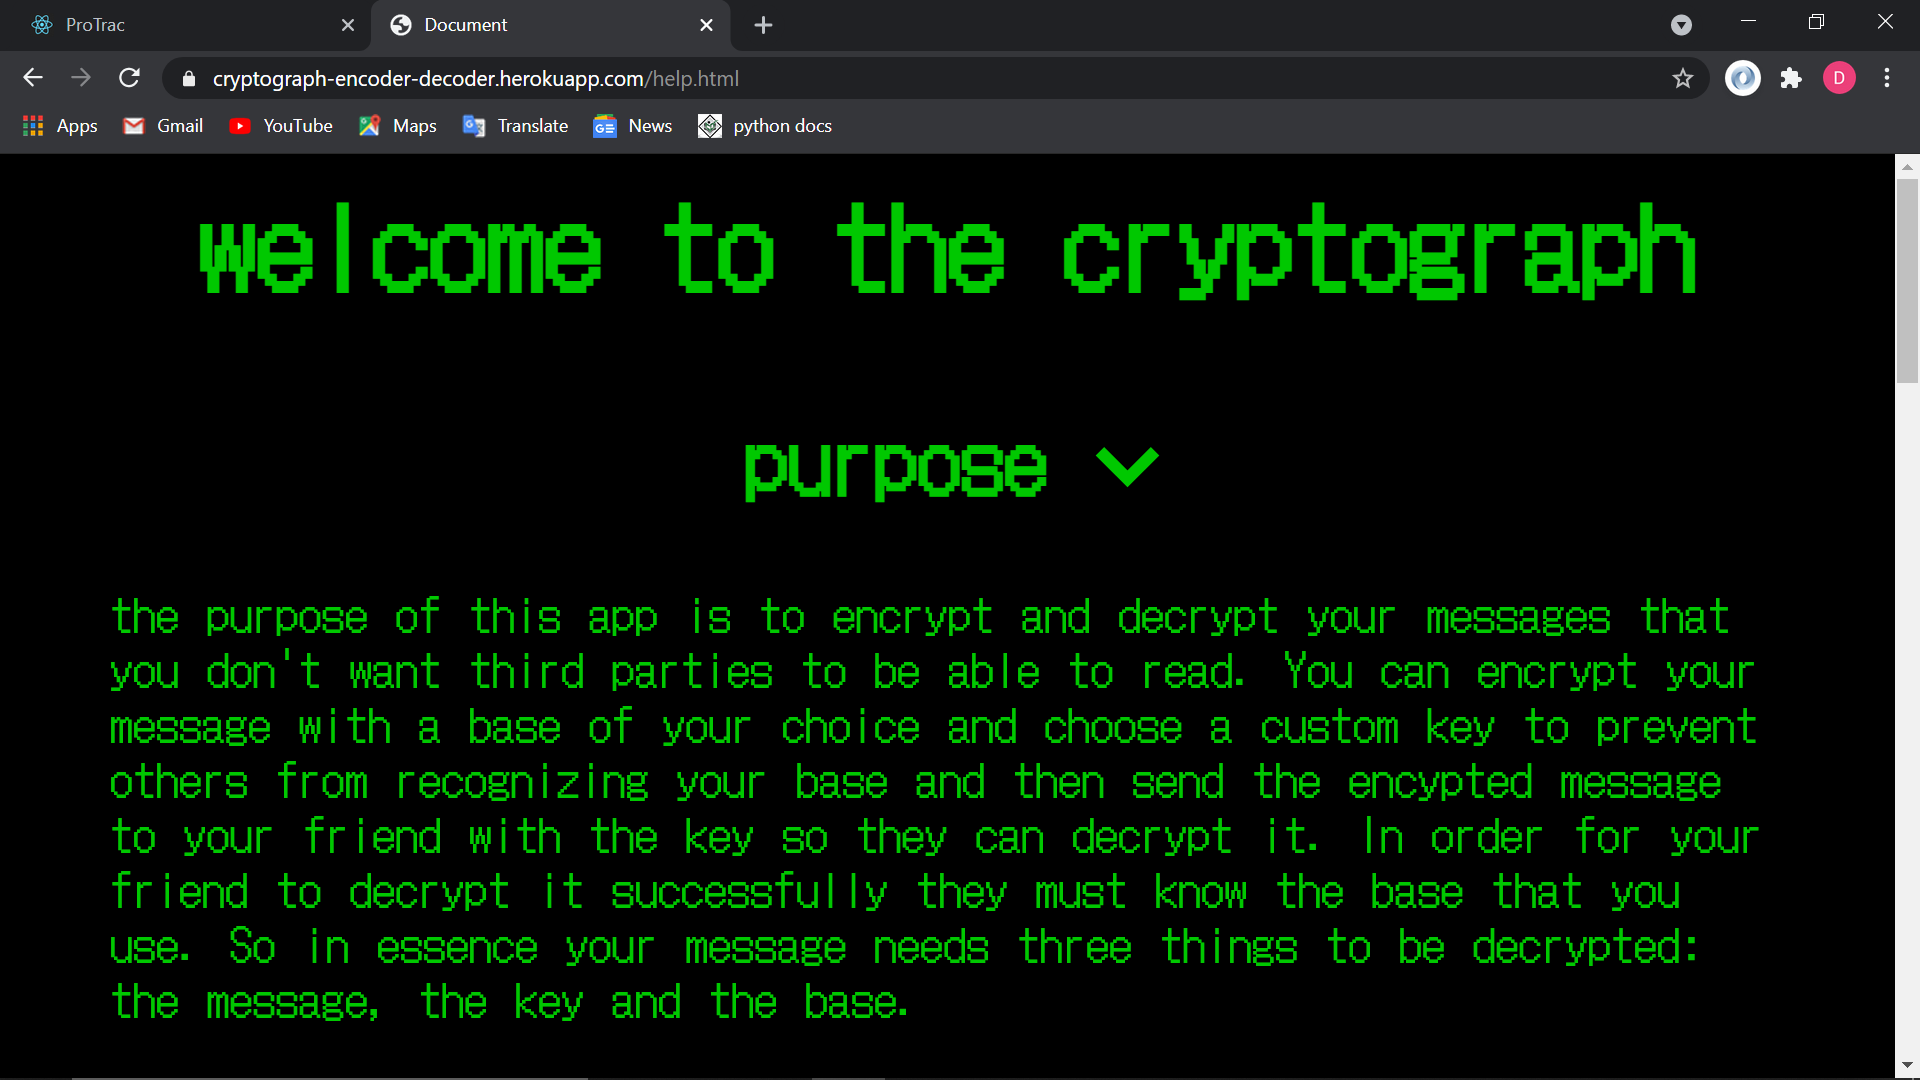 ProTrac
Document
cryptograph-encoder-decoder.herokuapp.com/help.html
D
Apps
Gmail
YouTube
Maps
Translate
News
python docs
welcome to the cryptograph
purpose
the purpose of this app is to encrypt and decrypt your messages that
you don't want third parties to be able to read. You can encrypt your
message with a base of your choice and choose a custom key to prevent
others from recognizing your base and then send the encypted message
to your friend with the key so they can decrypt it. In order for your
friend to decrypt it successfully they must know the base that you
use. So in essence your message needs three things to be decrypted:
the message, the key and the base.